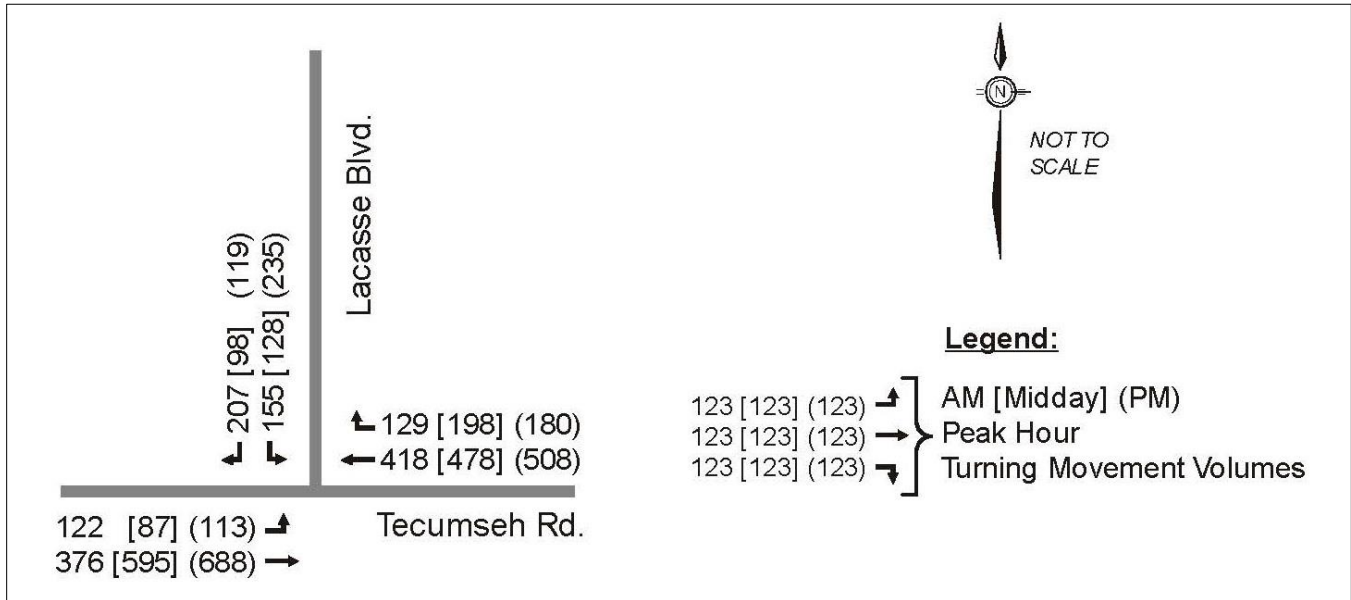 Lacasse Blvd.
207 [98] (119)
155 [128] (235)
129 [198] (180)
418 [478] (508)
122 [87] (113)
376 [595] (688)
Tecumseh Rd.
N
NOT TO
SCALE
Legend:
123 [123] (123)
123 [123] (123)
123 [123] (123)
AM [Midday] (PM)
Peak Hour
Turning Movement Volumes